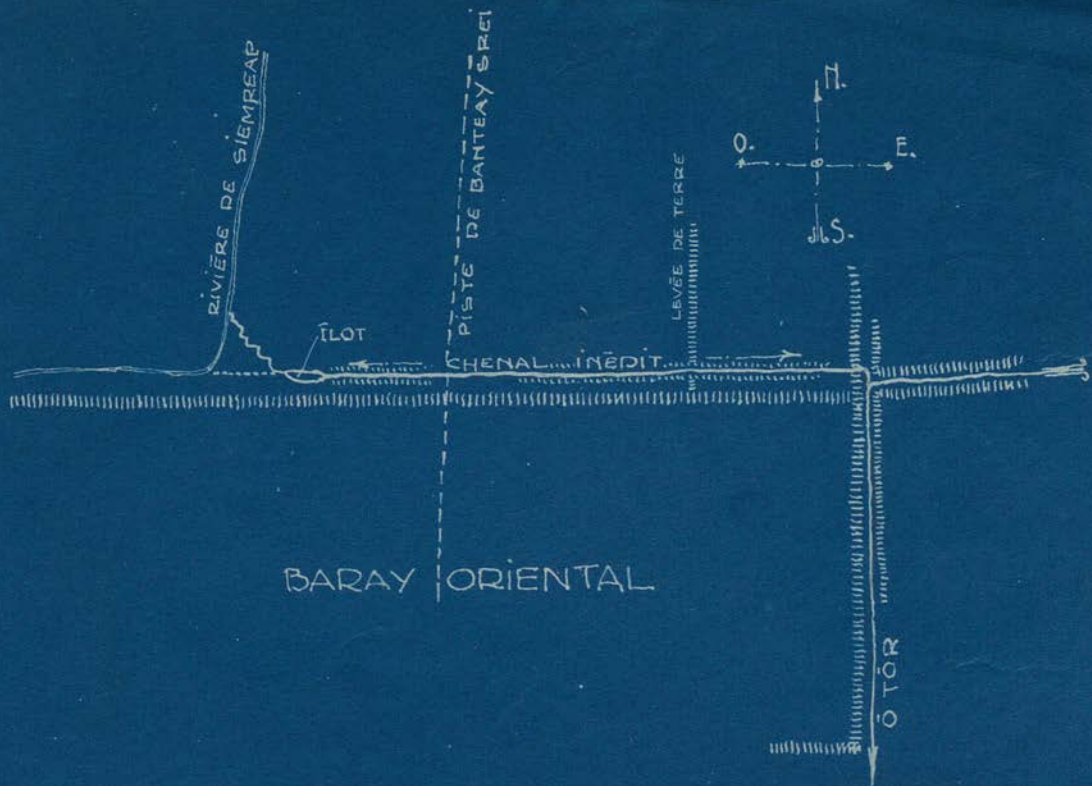 RIVIÈRE DE SIEMREAP
PISTE DE BANTEAY SREI
N.
O.
E.
S.
LEVÉE DE TERRE
ÎLOT
CHENAL INÉDIT
BARAY ORIENTAL
Ō TÔR